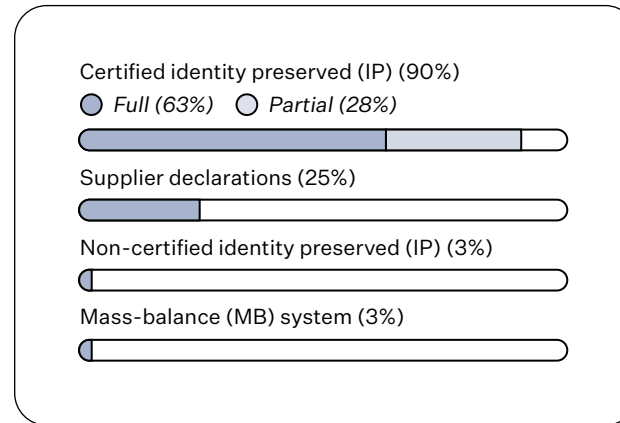 Certified identity preserved (IP) (90%)
Full (63%) Partial (28%)
Supplier declarations (25%)
Non-certified identity preserved (IP) (3%)
Mass-balance (MB) system (3%)